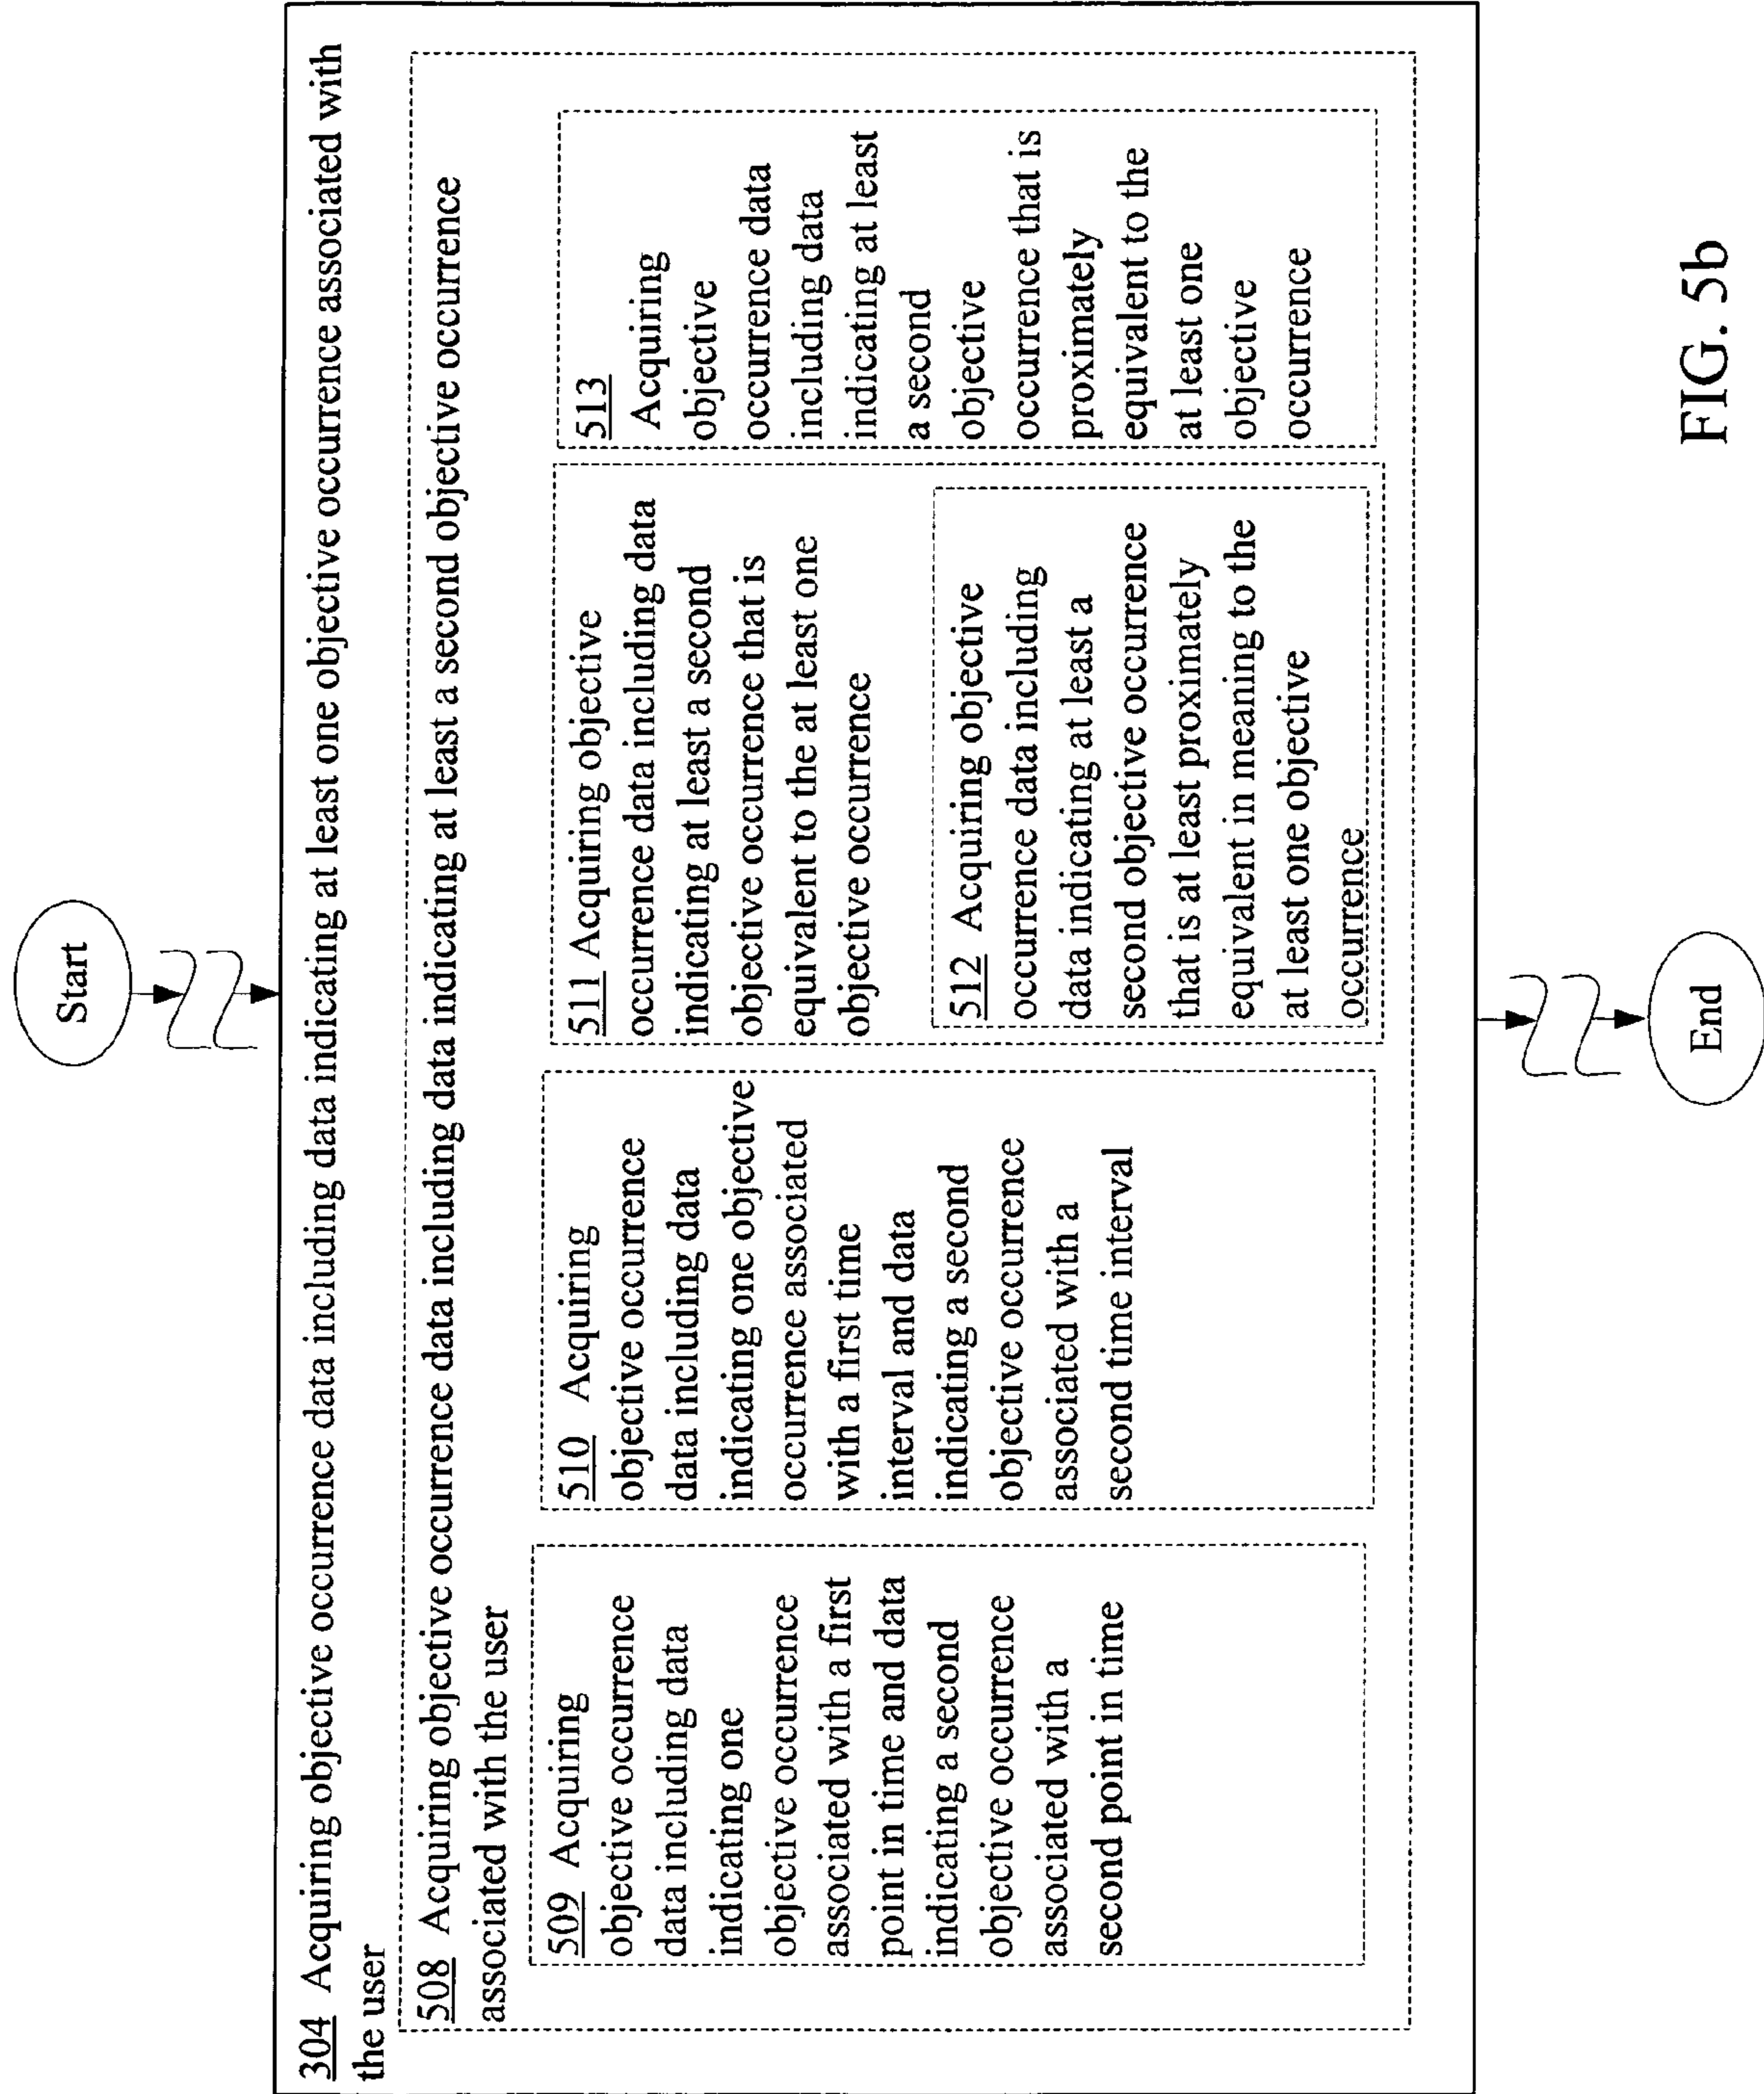 Start
304 Acquiring objective occurrence data including data indicating at least one objective occurrence associated with
the user
508 Acquiring objective occurrence data including data indicating at least a second objective occurrence
associated with the user
509 Acquiring
objective occurrence
data including data
indicating one
objective occurrence
associated with a first
point in time and data
indicating a second
objective occurrence
associated with a
second point in time
510 Acquiring
objective occurrence
data including data
indicating one objective
occurrence associated
with a first time
interval and data
indicating a second
objective occurrence
associated with a
second time interval
511 Acquiring objective
occurrence data including data
indicating at least a second
objective occurrence that is
equivalent to the at least one
objective occurrence
512 Acquiring objective
occurrence data including
data indicating at least a
second objective occurrence
that is at least proximately
equivalent in meaning to the
at least one objective
occurrence
513
Acquiring
objective
occurrence data
including data
indicating at least
a second
objective
occurrence that is
proximately
equivalent to the
at least one
objective
occurrence
End
FIG. 5b